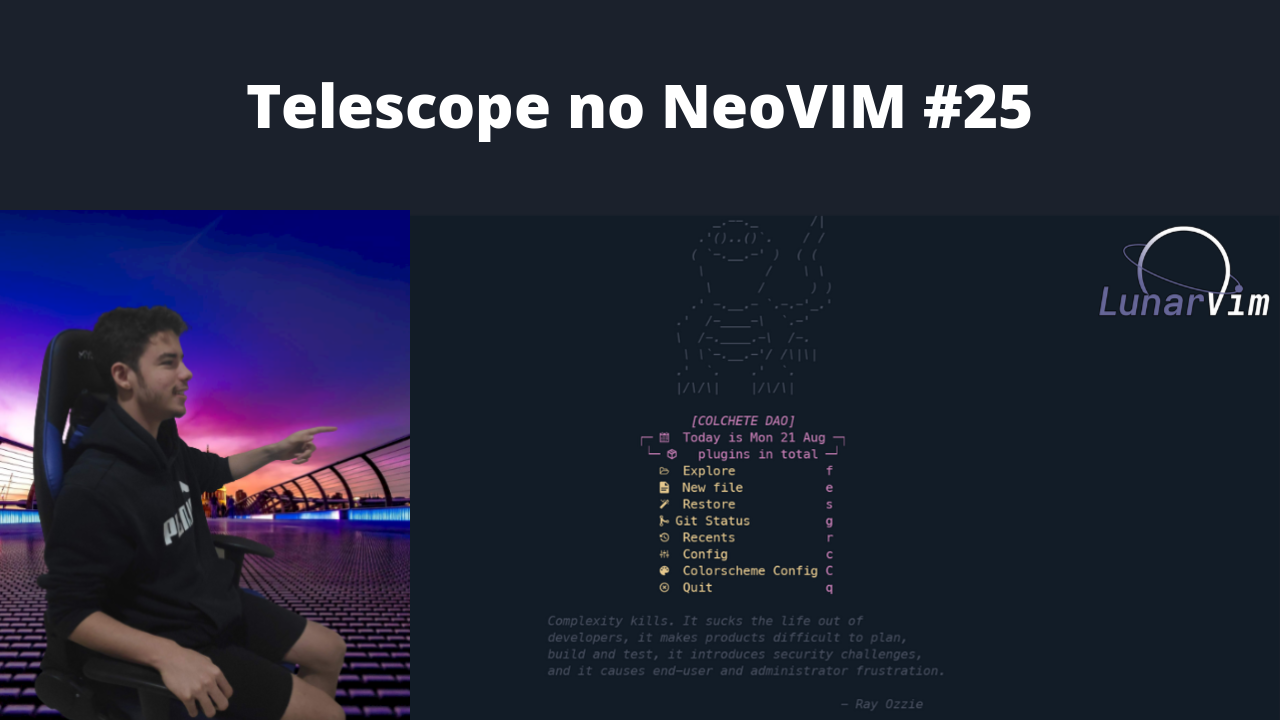 Telescope no NeoVIM #25
LunarVim
[COLCHETE DAO]
Today is Mon 21 Aug
plugins in total
Explore f
New file e
Restore s
Git Status g
Recents r
Config c
Colorscheme Config C
Quit q
Complexity kills. It sucks the life out of
developers, it makes products difficult to plan,
build and test, it introduces security challenges,
and it causes end-user and administrator frustration.
— Ray Ozzie